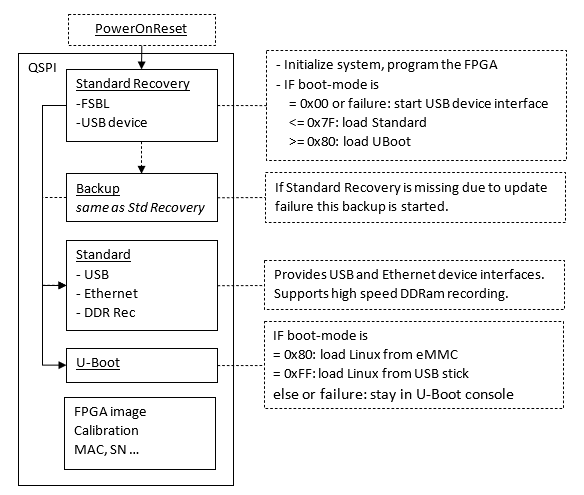 PowerOnReset
QSPI
Standard Recovery
-FSBL
-USB device
- Initialize system, program the FPGA
- IF boot-mode is
= 0x00 or failure: start USB device interface
<= 0x7F: load Standard
>= 0x80: load UBoot
Backup
same as Std Recovery
If Standard Recovery is missing due to update
failure this backup is started.
Standard
- USB
- Ethernet
- DDR Rec
Provides USB and Ethernet device interfaces.
Supports high speed DDRam recording.
U-Boot
IF boot-mode is
= 0x80: load Linux from eMMC
= 0xFF: load Linux from USB stick
else or failure: stay in U-Boot console
FPGA image
Calibration
MAC, SN ...